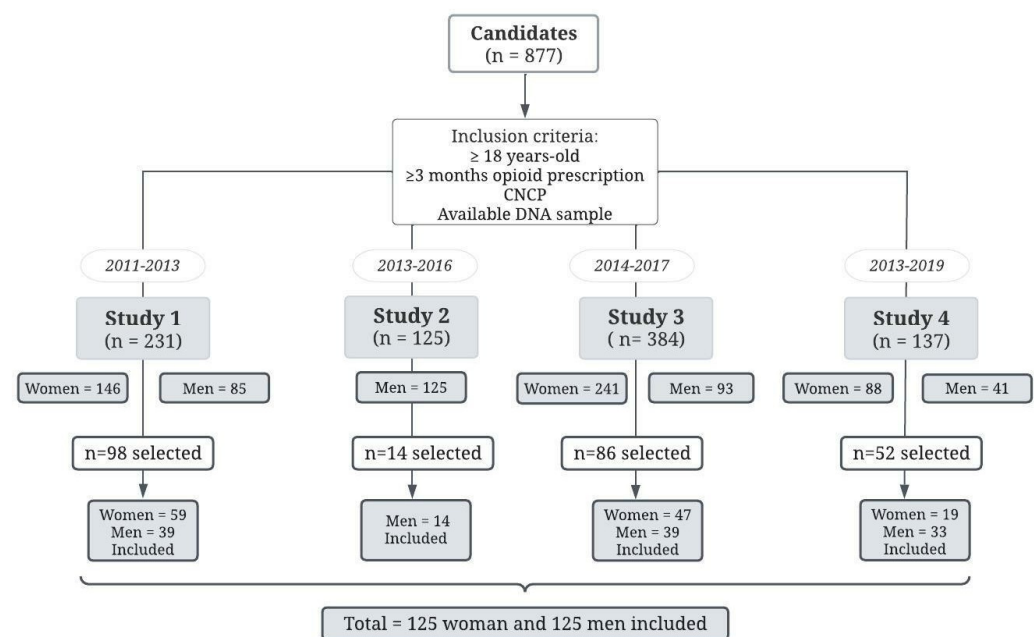 Candidates
(n = 877)
Inclusion criteria:
≥ 18 years-old
≥3 months opioid prescription
CNCP
Available DNA sample
2011-2013
2013-2016
2014-2017
2013-2019
Study 1
(n = 231)
Study 2
(n = 125)
Study 3
( n= 384)
Study 4
(n = 137)
Women = 146
Men = 85
Men = 125
Women = 241
Men = 93
Women = 88
Men = 41
n=98 selected
n=14 selected
n=86 selected
n=52 selected
Women = 59
Men = 39
Included
Men = 14
Included
Women = 47
Men = 39
Included
Women = 19
Men = 33
Included
Total = 125 woman and 125 men included